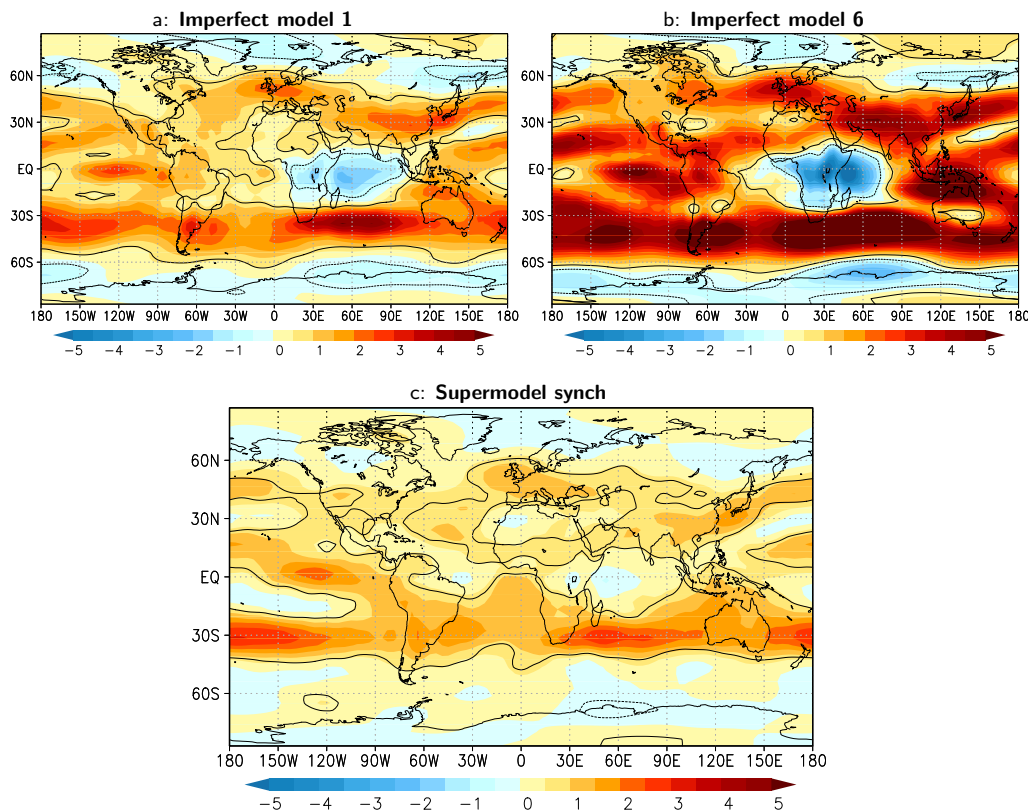 a: Imperfect model 1
60N
30N
EQ
30S
60S
180 150W 120W 90W 60W 30W 0 30E 60E 90E 120E 150E 180
-5 -4 -3 -2 -1 0 1 2 3 4 5
b: Imperfect model 6
60N
30N
EQ
30S
60S
180 150W 120W 90W 60W 30W 0 30E 60E 90E 120E 150E 180
-5 -4 -3 -2 -1 0 1 2 3 4 5
c: Supermodel synch
60N
30N
EQ
30S
60S
180 150W 120W 90W 60W 30W 0 30E 60E 90E 120E 150E 180
-5 -4 -3 -2 -1 0 1 2 3 4 5